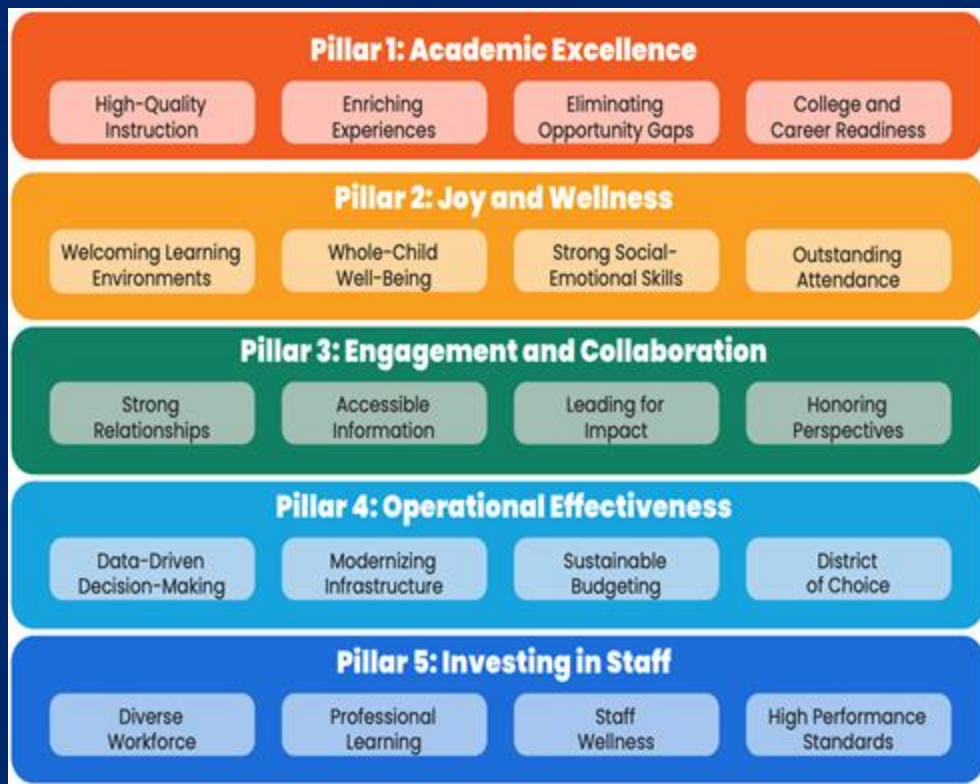 Pillar 1: Academic Excellence
High-Quality
Instruction
Enriching
Experiences
Eliminating
Opportunity Gaps
College and
Career Readiness
Pillar 2: Joy and Wellness
Welcoming Learning
Environments
Whole-Child
Well-Being
Strong Social-
Emotional Skills
Outstanding
Attendance
Pillar 3: Engagement and Collaboration
Strong
Relationships
Accessible
Information
Leading for
Impact
Honoring
Perspectives
Pillar 4: Operational Effectiveness
Data-Driven
Decision-Making
Modernizing
Infrastructure
Sustainable
Budgeting
District
of Choice
Pillar 5: Investing in Staff
Diverse
Workforce
Professional
Learning
Staff
Wellness
High Performance
Standards